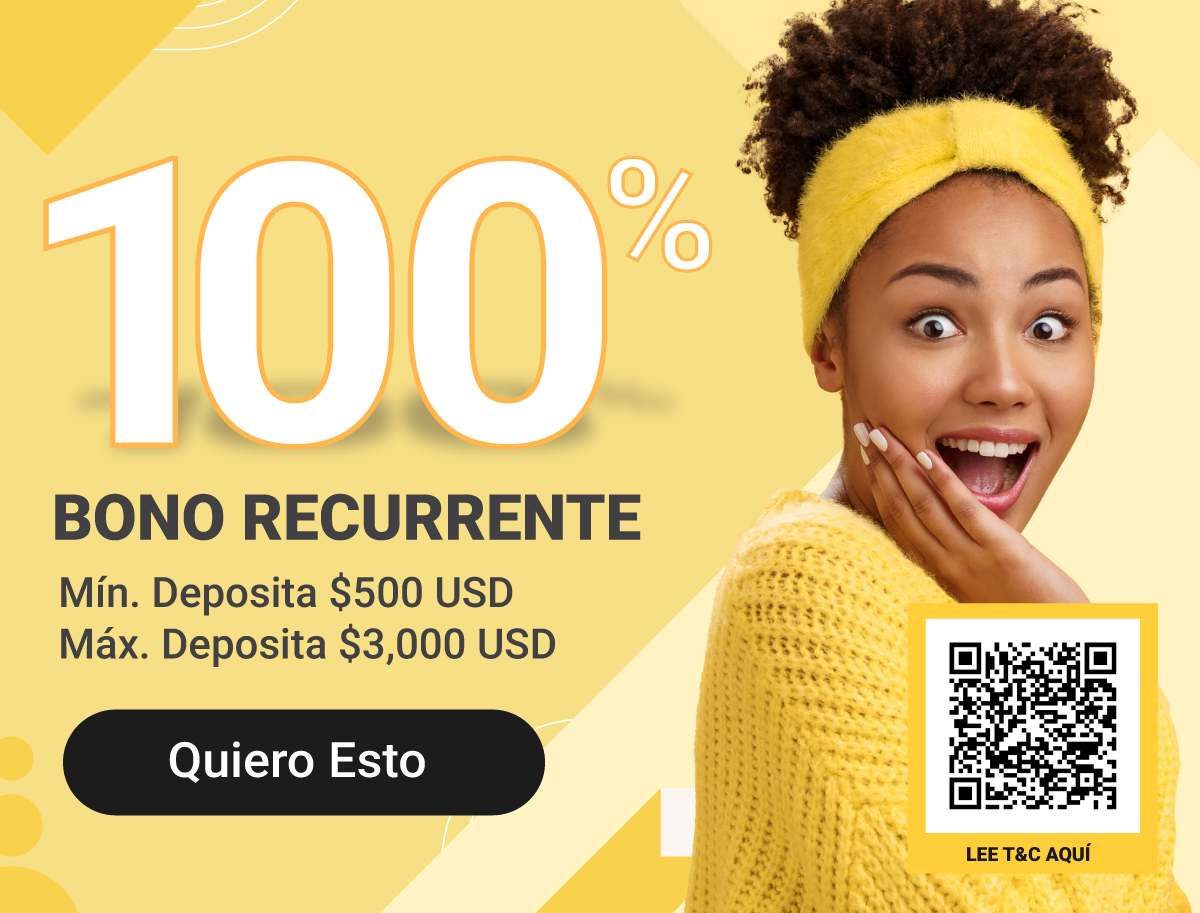 100%
BONO RECURRENTE
Mín. Deposita $500 USD
Máx. Deposita $3,000 USD
Quiero Esto
LEE T&C AQUÍ